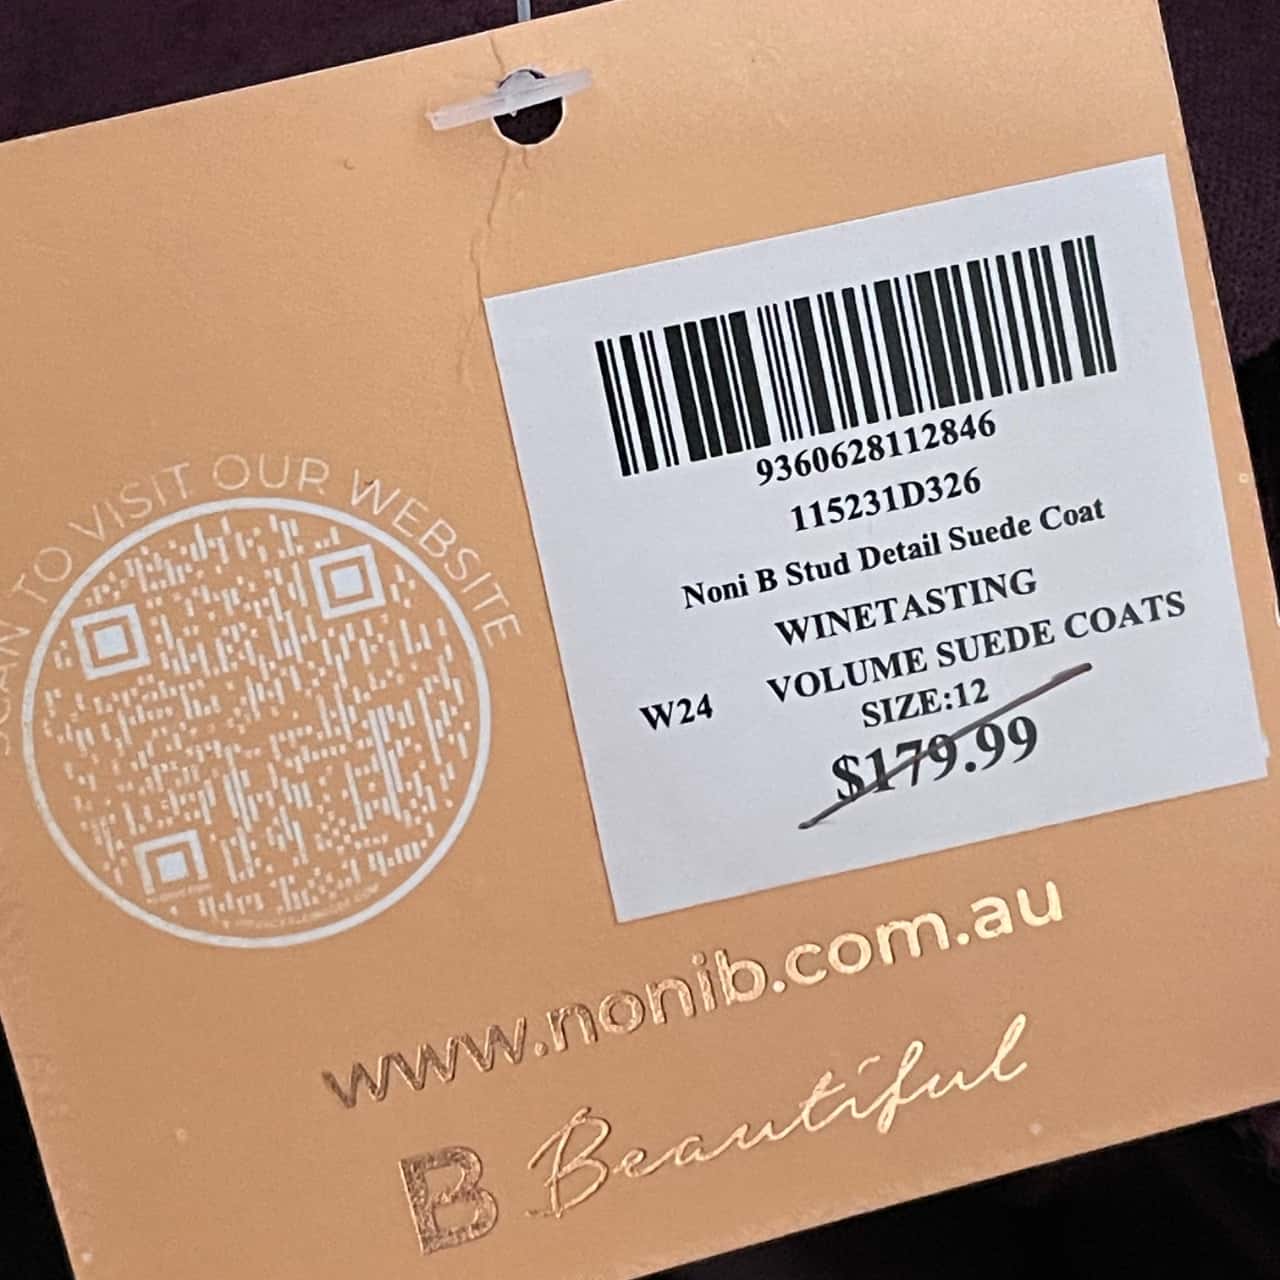 SCAN TO VISIT OUR WEBSITE
9360628112846
115231D326
Noni B Stud Detail Suede Coat
WINETASTING
W24 VOLUME SUEDE COATS
SIZE:12
$179.99
www.nonib.com.au
B Beautiful